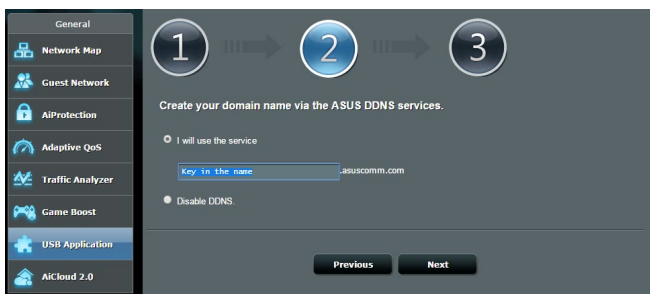 General
Network Map
Guest Network
AiProtection
Adaptive QoS
Traffic Analyzer
Game Boost
USB Application
AiCloud 2.0
1
2
3
Create your domain name via the ASUS DDNS services.
I will use the service
Key in the name .asuscomm.com
Disable DDNS.
Previous Next